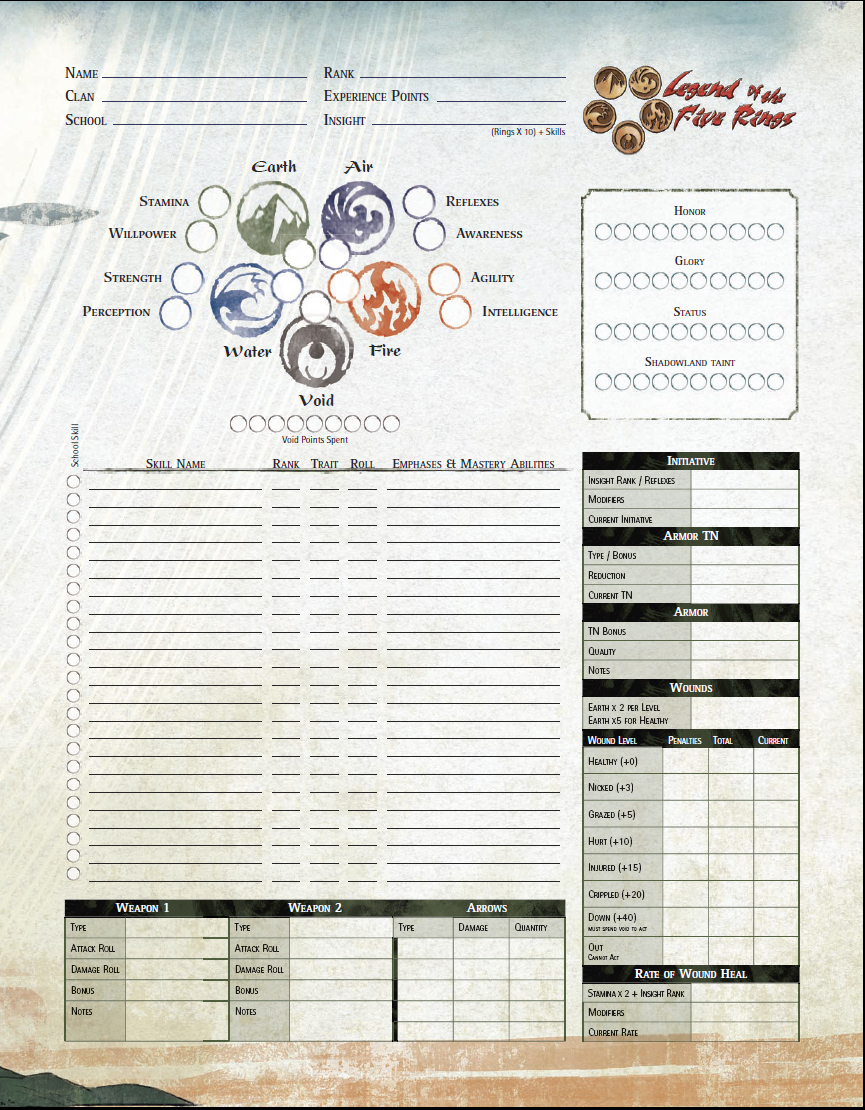 Name
Rank
Clan
Experience Points
School
Insight
(Rings X 10) + Skills
Legend of the
Five Rings
Earth
Air
Stamina
Reflexes
Willpower
Awareness
Strength
Agility
Perception
Intelligence
Water
Fire
Void
Void Points Spent
Honor
Glory
Status
Shadowland taint
School Skill
Skill Name Rank Trait Roll Emphases & Mastery Abilities
Initiative
Insight Rank / Reflexes
Modifiers
Current Initiative
Armor TN
Type / Bonus
Reduction
Current TN
Armor
TN Bonus
Quality
Notes
Wounds
Earth x 2 per Level
Earth x5 for Healthy
Wound Level Penalties Total Current
Healthy (+0)
Nicked (+3)
Grazed (+5)
Hurt (+10)
Injured (+15)
Crippled (+20)
Down (+40)
must spend void to act
Out
Cannot Act
Rate of Wound Heal
Stamina x 2 + Insight Rank
Modifiers
Current Rate
Weapon 1
Type
Attack Roll
Damage Roll
Bonus
Notes
Weapon 2
Type
Attack Roll
Damage Roll
Bonus
Notes
Arrows
Type Damage Quantity